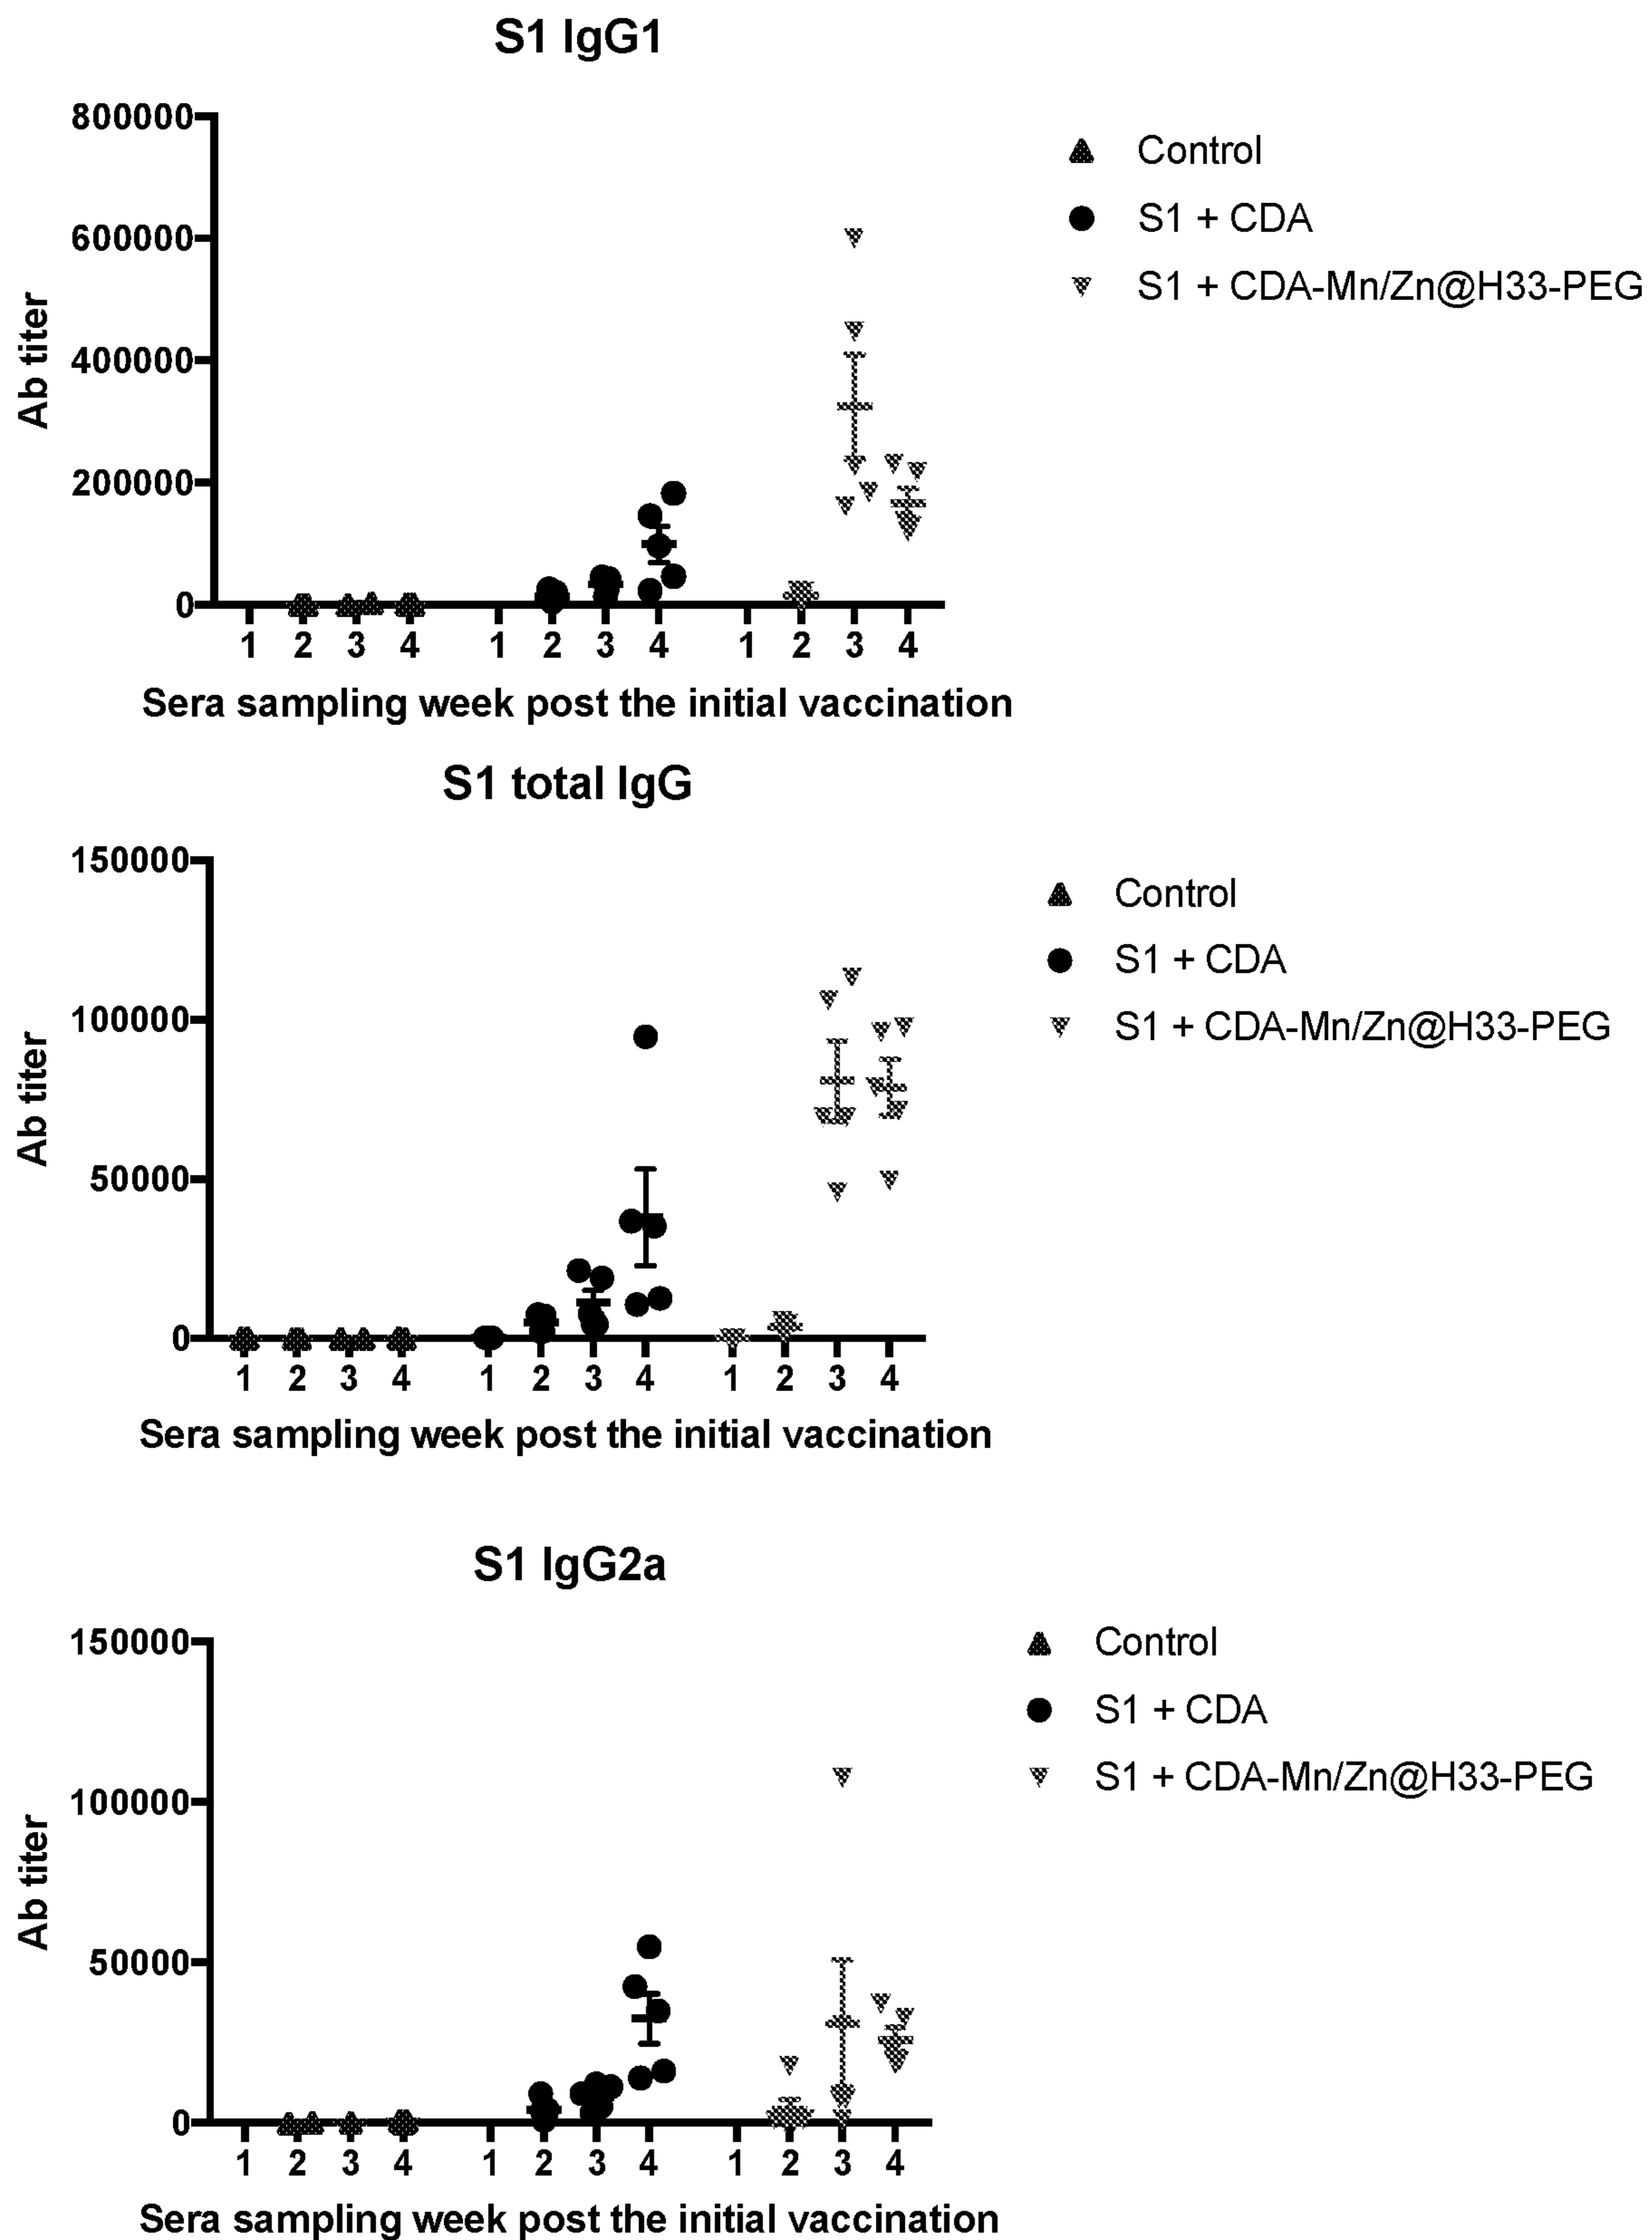 S1 IgG1
800000
600000
400000
200000
0
Ab titer
1 2 3 4 1 2 3 4 1 2 3 4
Sera sampling week post the initial vaccination
Control
S1 + CDA
S1 + CDA-Mn/Zn@H33-PEG
S1 total IgG
150000
100000
50000
0
Ab titer
1 2 3 4 1 2 3 4 1 2 3 4
Sera sampling week post the initial vaccination
Control
S1 + CDA
S1 + CDA-Mn/Zn@H33-PEG
S1 IgG2a
150000
100000
50000
0
Ab titer
1 2 3 4 1 2 3 4 1 2 3 4
Sera sampling week post the initial vaccination
Control
S1 + CDA
S1 + CDA-Mn/Zn@H33-PEG